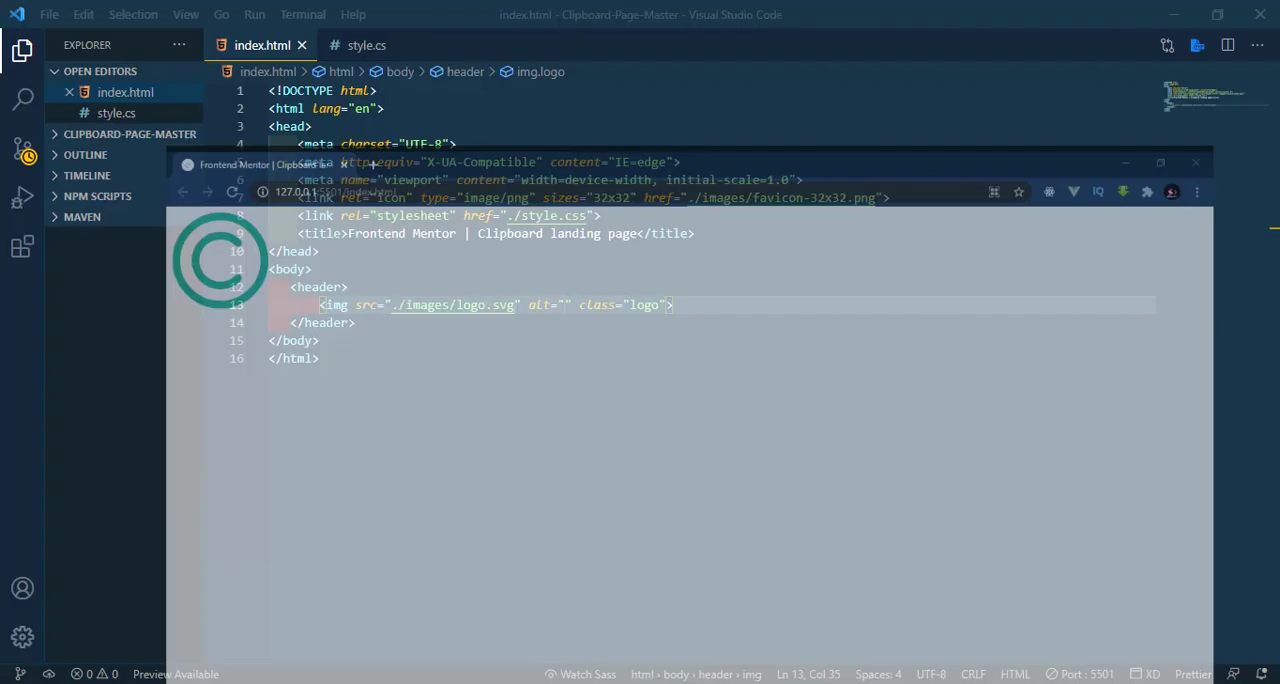 File Edit Selection View Go Run Terminal Help index.html - Clipboard-Page-Master - Visual Studio Code
EXPLORER
index.html
style.cs
OPEN EDITORS
index.html > html > body > header > img.logo
index.html
style.cs
CLIPBOARD-PAGE-MASTER
OUTLINE
TIMELINE
NPM SCRIPTS
MAVEN
1 <!DOCTYPE html>
2 <html lang="en">
3 <head>
4 <meta charset="UTF-8">
<meta http-equiv="X-UA-Compatible" content="IE=edge">
6 <meta name="viewport" content="width=device-width, initial-scale=1.0">
7 <link rel="icon" type="image/png" sizes="32x32" href="./images/favicon-32x32.png">
8 <link rel="stylesheet" href="./style.css">
9 <title>Frontend Mentor | Clipboard landing page</title>
10 </head>
11 <body>
12 <header>
13 <img src="./images/logo.svg" alt="" class="logo">
14 </header>
15 </body>
16 </html>
Frontend Mentor | Clipboard
127.0.0.1:5501/index.html
IQ
0 0 Preview Available Watch Sass html > body > header > img Ln 13, Col 35 Spaces: 4 UTF-8 CRLF HTML Port : 5501 XD Prettier